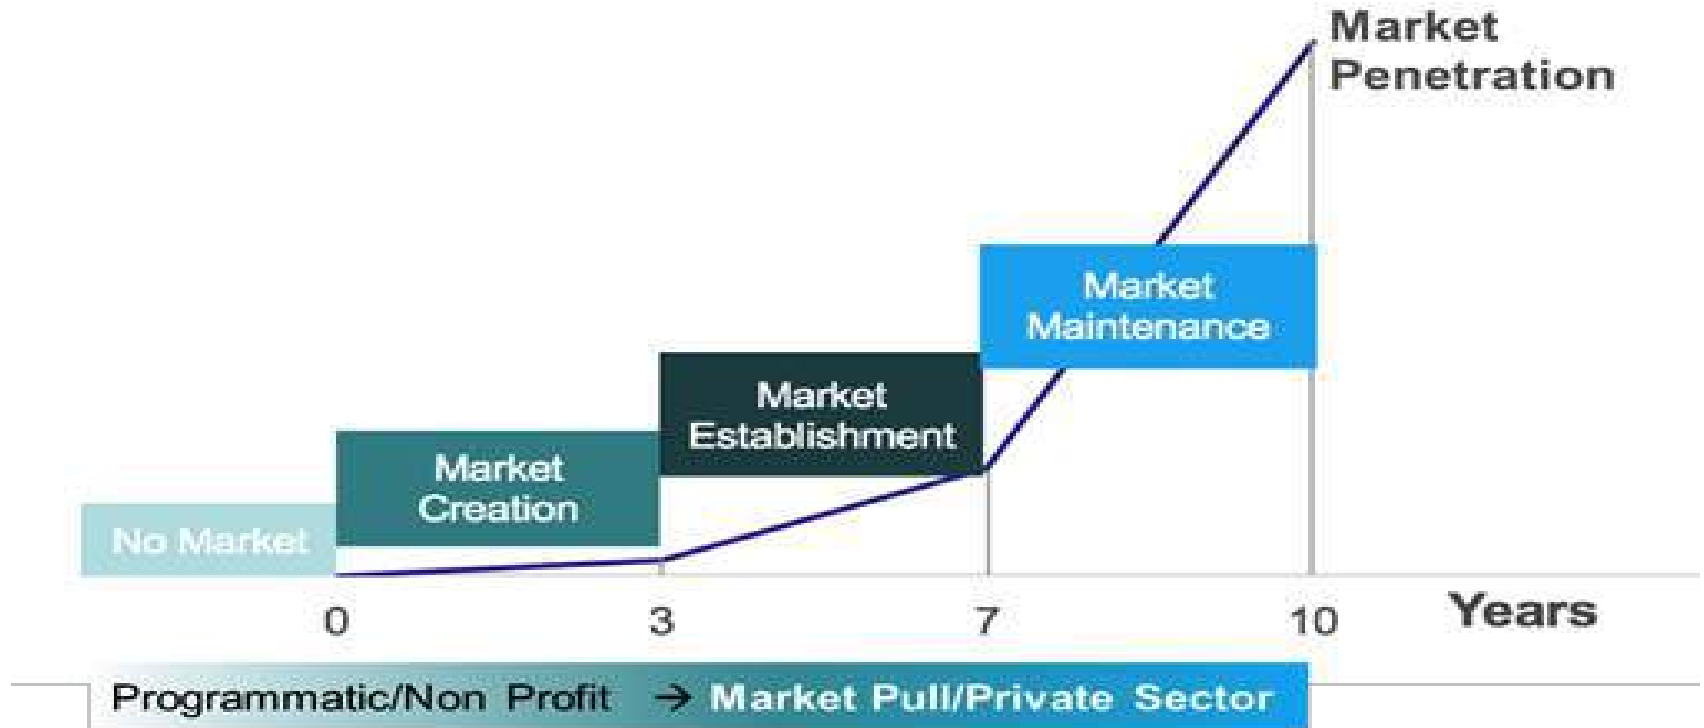 Market
Penetration
Market
Maintenance
Market
Establishment
Market
Creation
No Market
0 3 7 10 Years
Programmatic/Non Profit → Market Pull/Private Sector